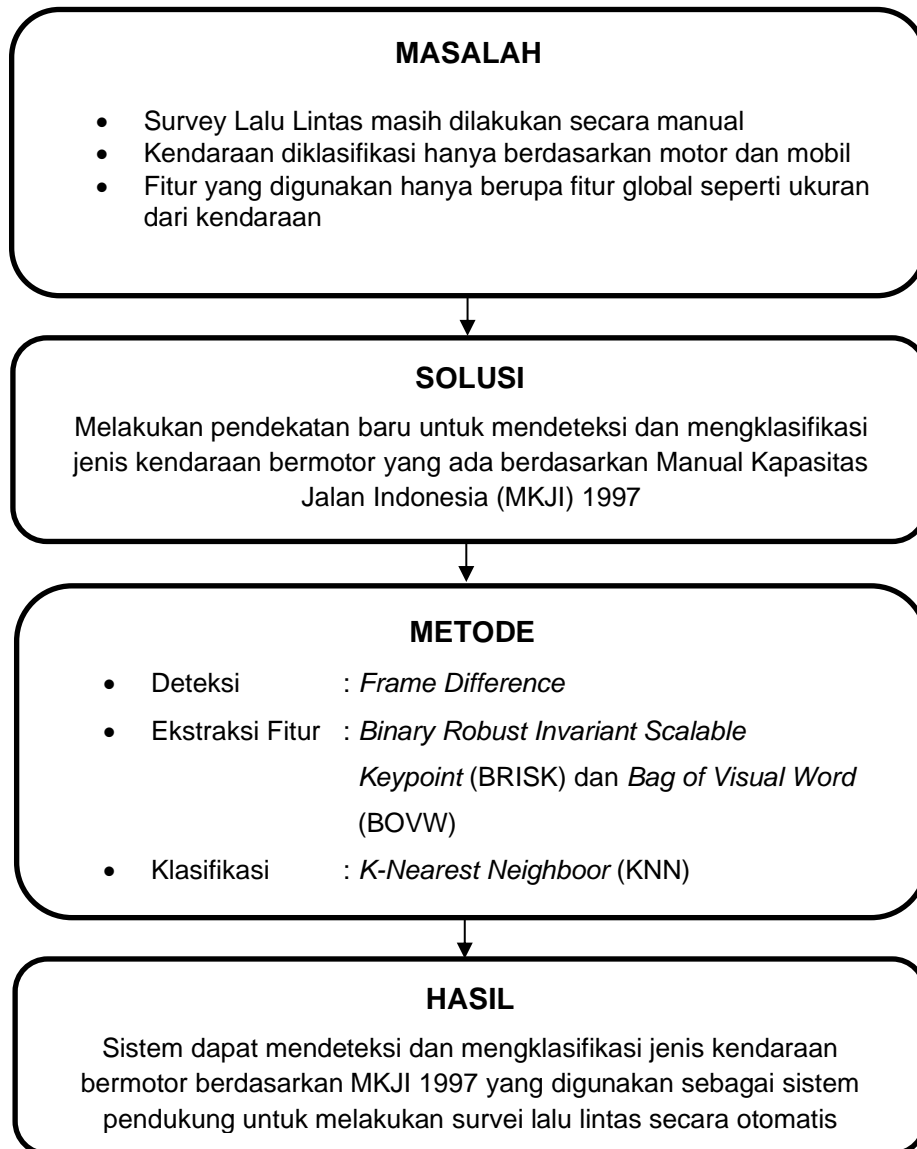 MASALAH
• Survey Lalu Lintas masih dilakukan secara manual
• Kendaraan diklasifikasi hanya berdasarkan motor dan mobil
• Fitur yang digunakan hanya berupa fitur global seperti ukuran
dari kendaraan
SOLUSI
Melakukan pendekatan baru untuk mendeteksi dan mengklasifikasi
jenis kendaraan bermotor yang ada berdasarkan Manual Kapasitas
Jalan Indonesia (MKJI) 1997
METODE
• Deteksi : Frame Difference
• Ekstraksi Fitur : Binary Robust Invariant Scalable
Keypoint (BRISK) dan Bag of Visual Word
(BOVW)
• Klasifikasi : K-Nearest Neighboor (KNN)
HASIL
Sistem dapat mendeteksi dan mengklasifikasi jenis kendaraan
bermotor berdasarkan MKJI 1997 yang digunakan sebagai sistem
pendukung untuk melakukan survei lalu lintas secara otomatis